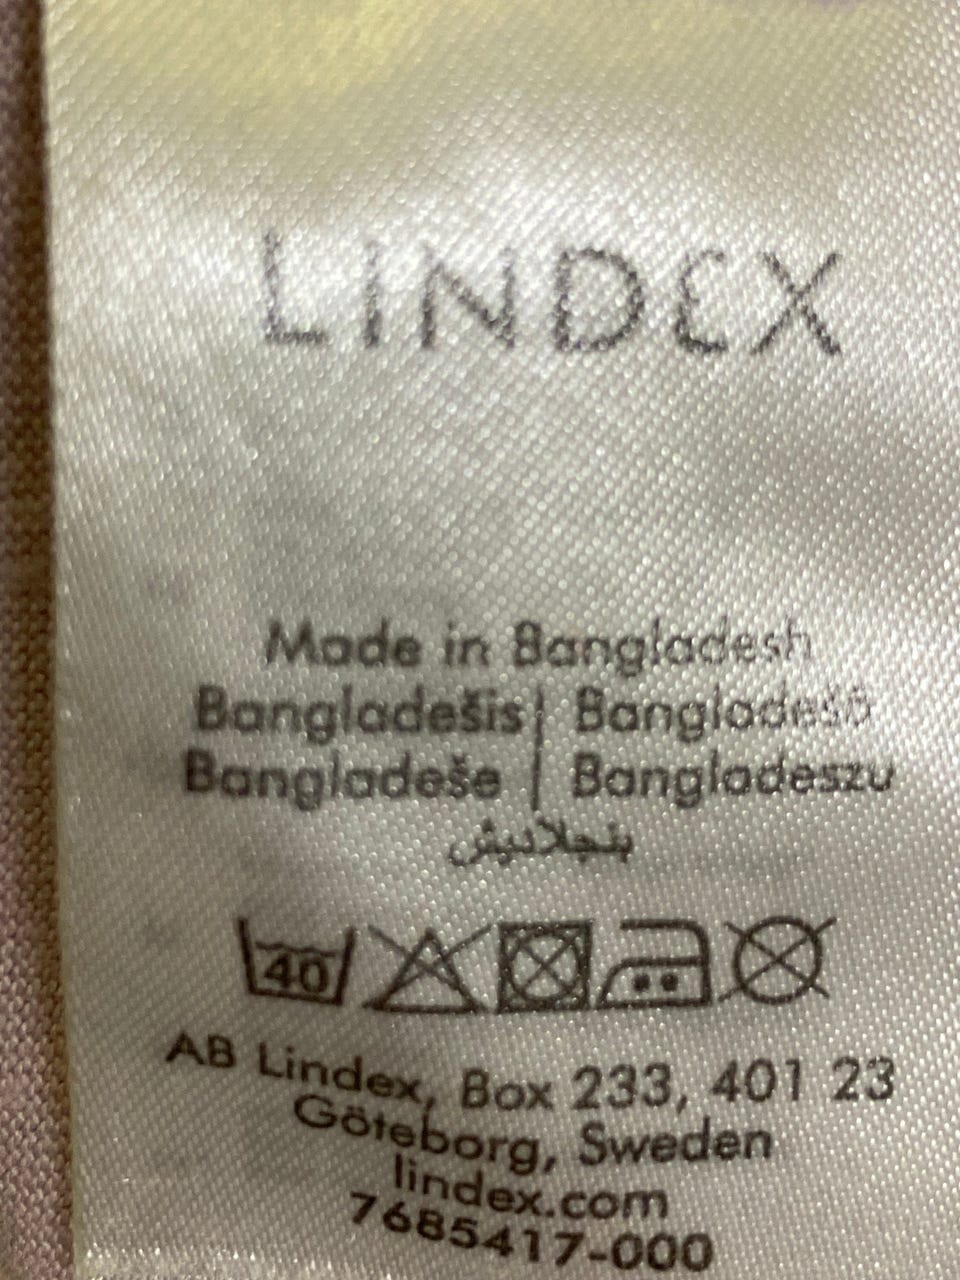 LINDEX
Made in Bangladesh
Bangladešis | Bangladešā
Bangladeše | Bangladeszu
بنجلاديش
40
AB Lindex, Box 233, 401 23
Göteborg, Sweden
lindex.com
7685417-000